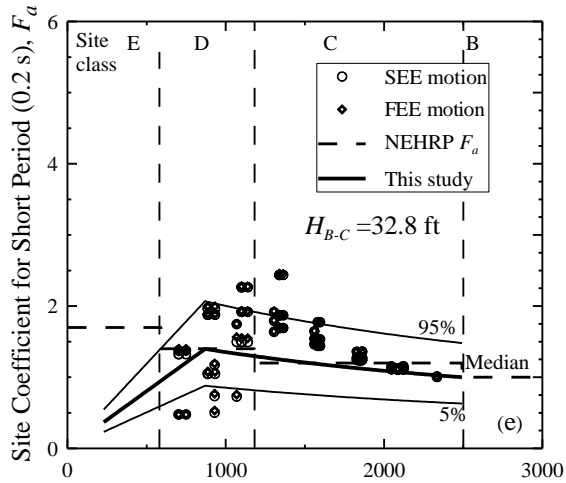 6
4
2
0
Site Coefficient for Short Period (0.2 s), F_a
Site class
E
D
C
B
SEE motion
FEE motion
NEHRP F_a
This study
H_{B-C} =32.8 ft
95%
Median
5%
(e)
0
1000
2000
3000